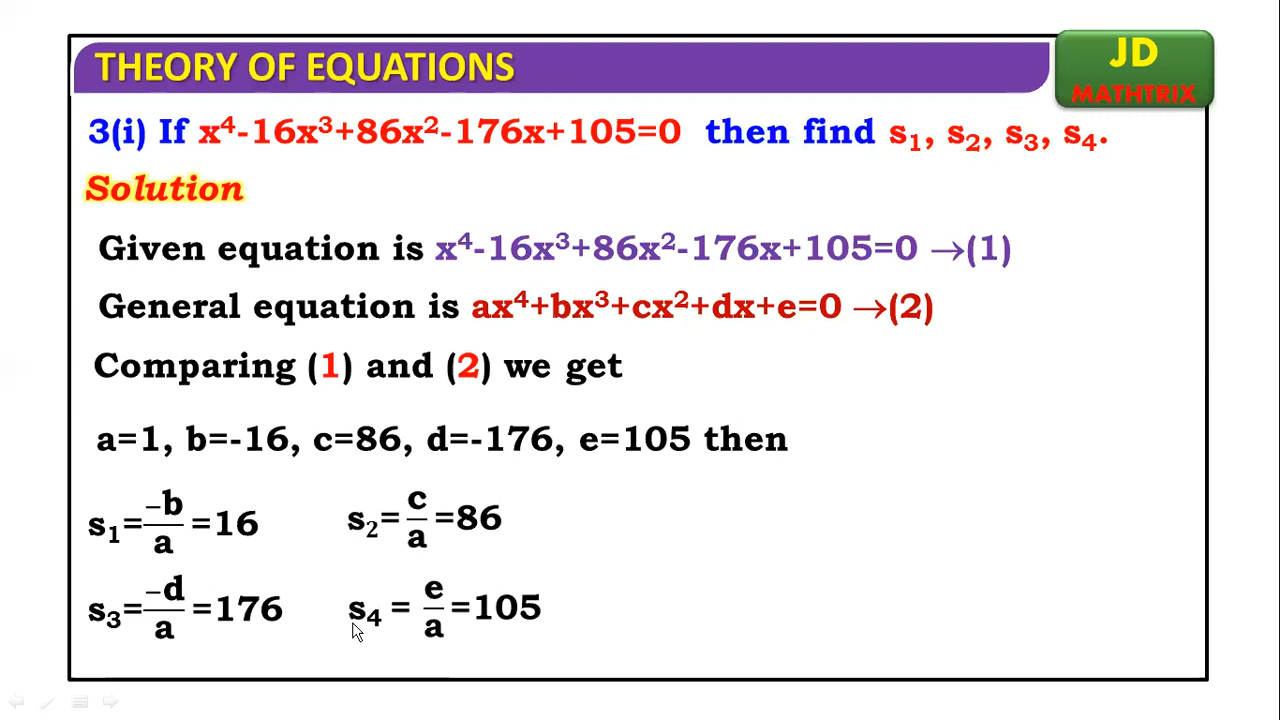 THEORY OF EQUATIONS
JD
MATHTRIX
3(i) If x⁴-16x³+86x²-176x+105=0 then find s₁, s₂, s₃, s₄.
Solution
Given equation is x⁴-16x³+86x²-176x+105=0 →(1)
General equation is ax⁴+bx³+cx²+dx+e=0 →(2)
Comparing (1) and (2) we get
a=1, b=-16, c=86, d=-176, e=105 then
s₁=−b/a=16 s₂=c/a=86
s₃=−d/a=176 s₄ = e/a=105